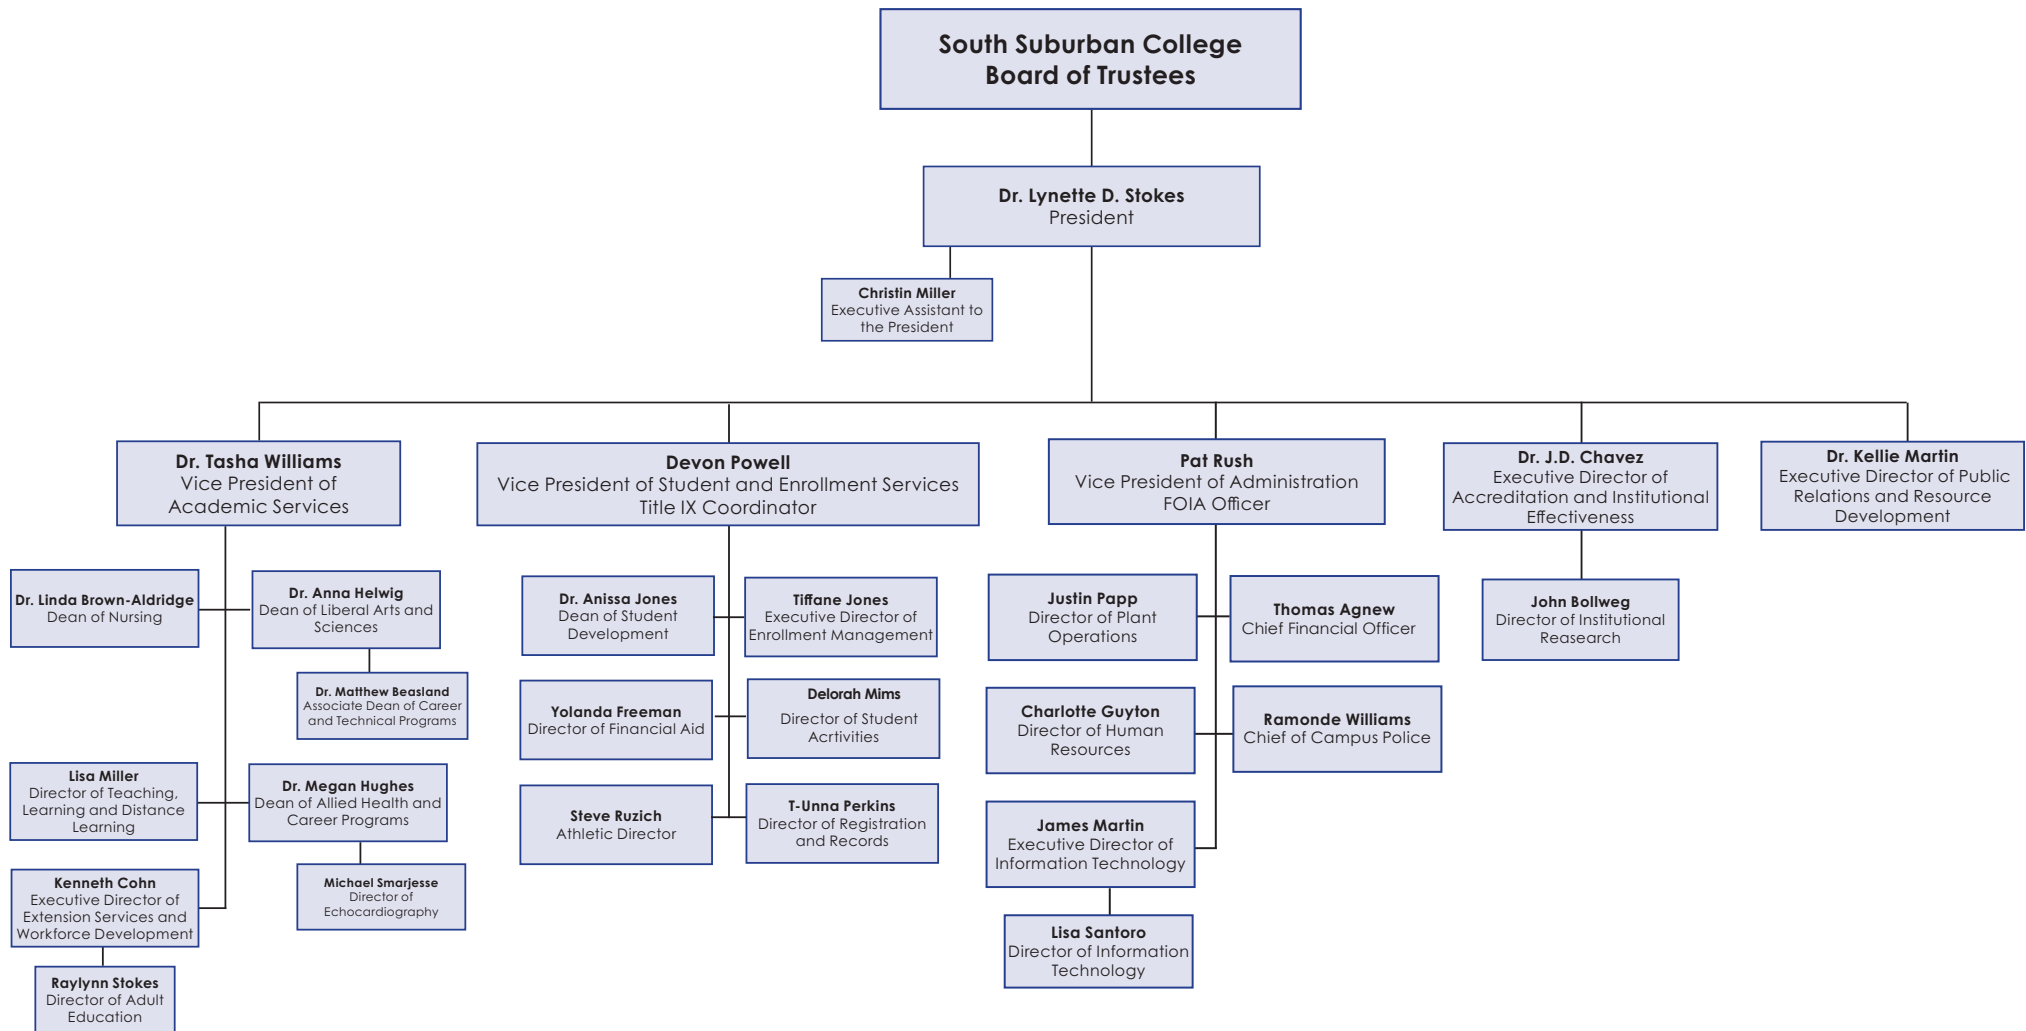 South Suburban College
Board of Trustees
Dr. Lynette D. Stokes
President
Christin Miller
Executive Assistant to
the President
Dr. Tasha Williams
Vice President of
Academic Services
Devon Powell
Vice President of Student and Enrollment Services
Title IX Coordinator
Pat Rush
Vice President of Administration
FOIA Officer
Dr. J.D. Chavez
Executive Director of
Accreditation and Institutional
Effectiveness
Dr. Kellie Martin
Executive Director of Public
Relations and Resource
Development
Dr. Linda Brown-Aldridge
Dean of Nursing
Dr. Anna Helwig
Dean of Liberal Arts and
Sciences
Dr. Matthew Beasland
Associate Dean of Career
and Technical Programs
Lisa Miller
Director of Teaching,
Learning and Distance
Learning
Dr. Megan Hughes
Dean of Allied Health and
Career Programs
Michael Smarjesse
Director of
Echocardiography
Kenneth Cohn
Executive Director of
Extension Services and
Workforce Development
Raylynn Stokes
Director of Adult
Education
Dr. Anissa Jones
Dean of Student
Development
Tiffane Jones
Executive Director of
Enrollment Management
Yolanda Freeman
Director of Financial Aid
Delorah Mims
Director of Student
Acrtivities
Steve Ruzich
Athletic Director
T-Unna Perkins
Director of Registration
and Records
Justin Papp
Director of Plant
Operations
Thomas Agnew
Chief Financial Officer
Charlotte Guyton
Director of Human
Resources
Ramonde Williams
Chief of Campus Police
James Martin
Executive Director of
Information Technology
Lisa Santoro
Director of Information
Technology
John Bollweg
Director of Institutional
Reasearch